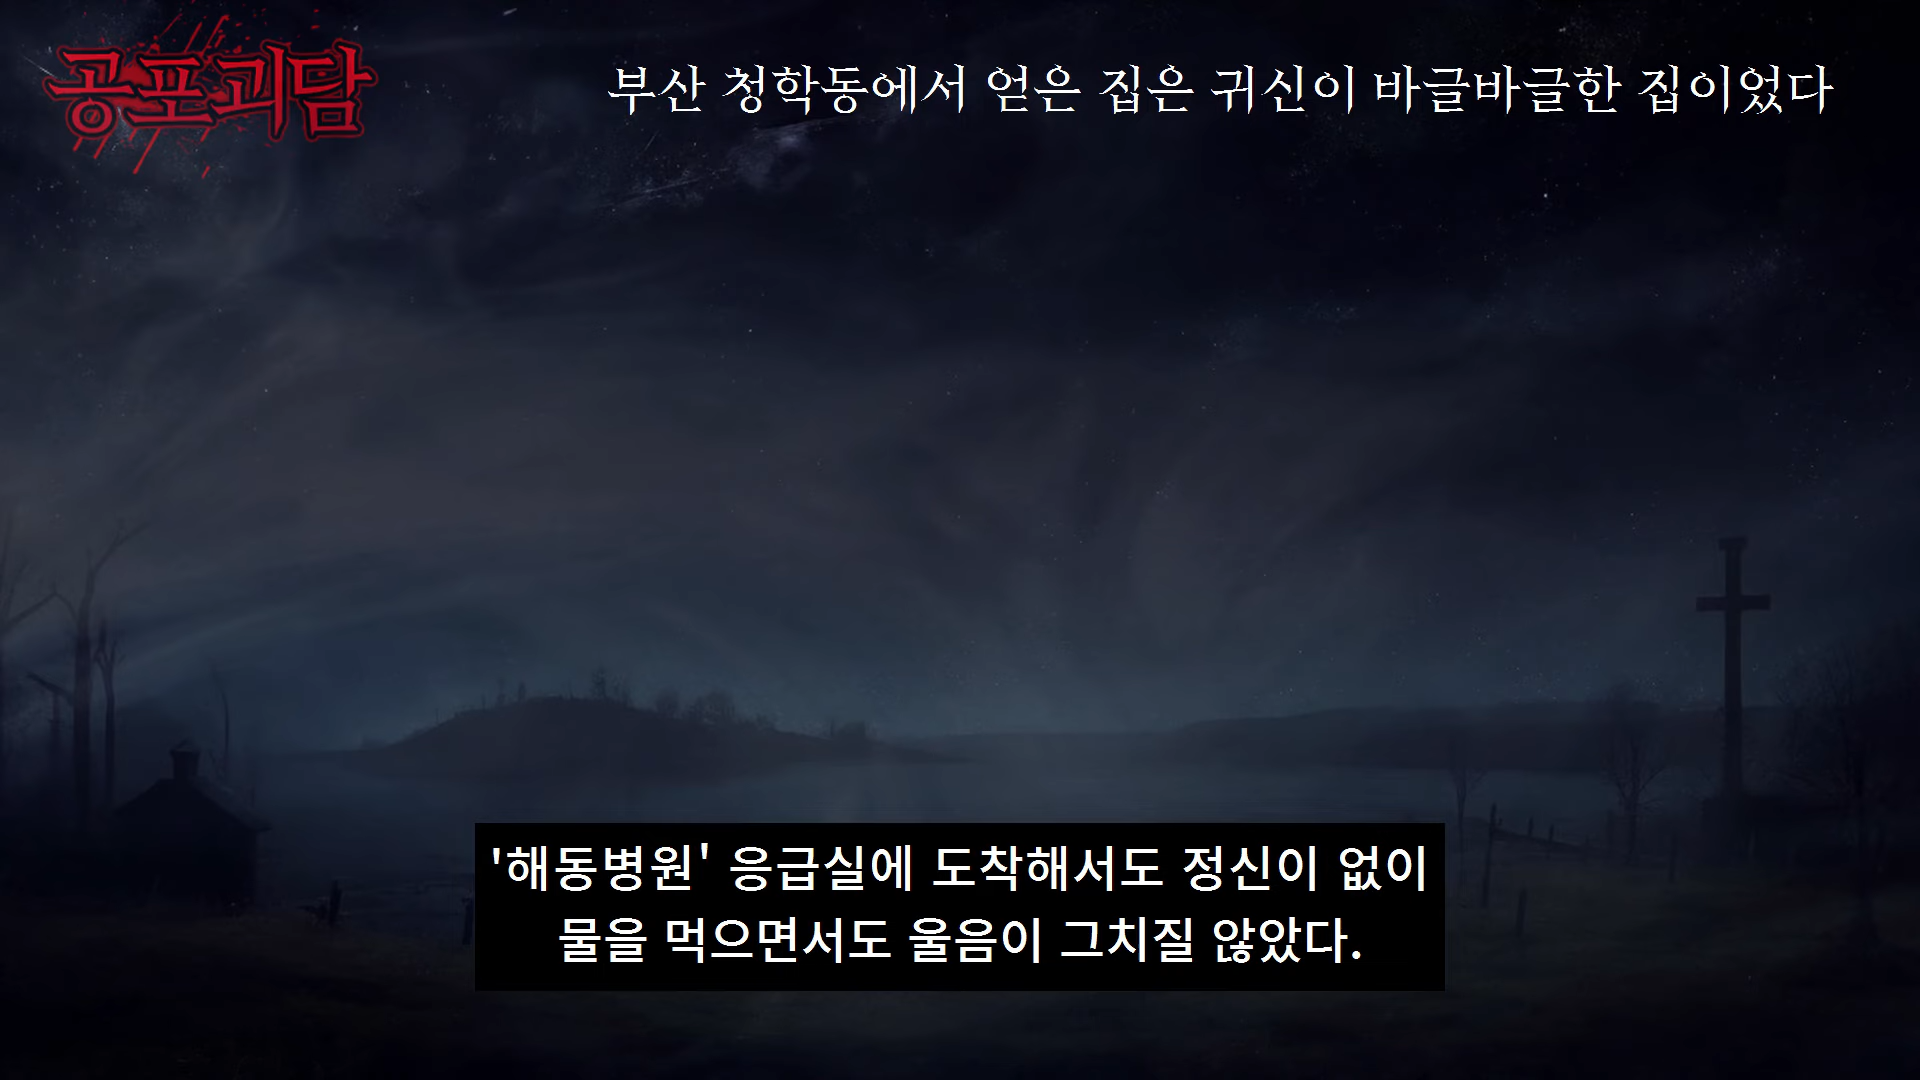 공포괴담
부산 청학동에서 얻은 집은 귀신이 바글바글한 집이었다
'해동병원' 응급실에 도착해서도 정신이 없이
물을 먹으면서도 울음이 그치질 않았다.